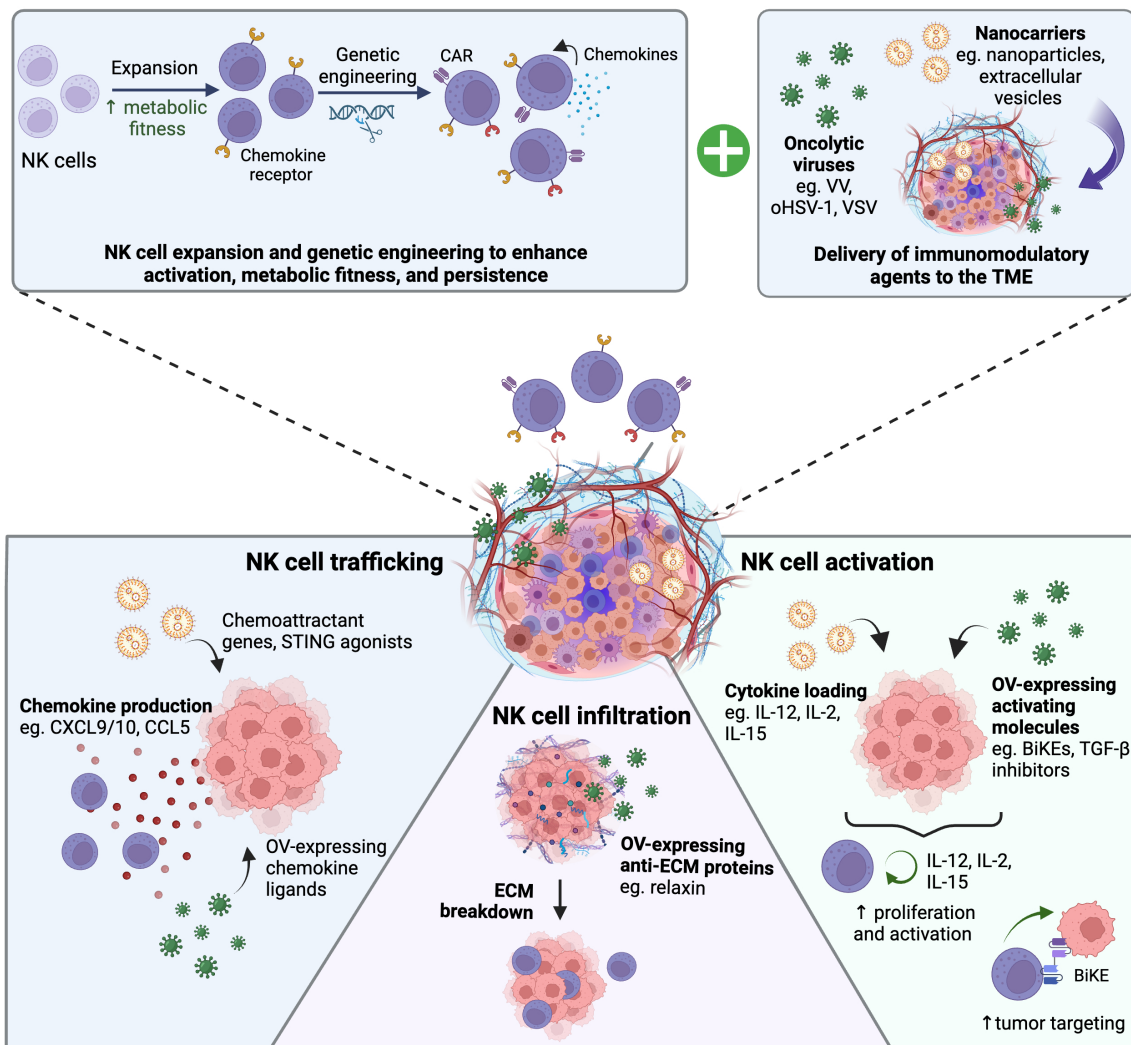 NK cells
Expansion
↑ metabolic
fitness
Chemokine
receptor
Genetic
engineering
CAR
Chemokines
NK cell expansion and genetic engineering to enhance
activation, metabolic fitness, and persistence
Oncolytic
viruses
eg. VV,
oHSV-1, VSV
Nanocarriers
eg. nanoparticles,
extracellular
vesicles
Delivery of immunomodulatory
agents to the TME
NK cell trafficking
Chemoattractant
genes, STING agonists
Chemokine production
eg. CXCL9/10, CCL5
OV-expressing
chemokine
ligands
NK cell infiltration
OV-expressing
anti-ECM proteins
eg. relaxin
ECM
breakdown
NK cell activation
Cytokine loading
eg. IL-12, IL-2,
IL-15
OV-expressing
activating
molecules
eg. BiKEs, TGF-β
inhibitors
IL-12, IL-2,
IL-15
↑ proliferation
and activation
BiKE
↑tumor targeting